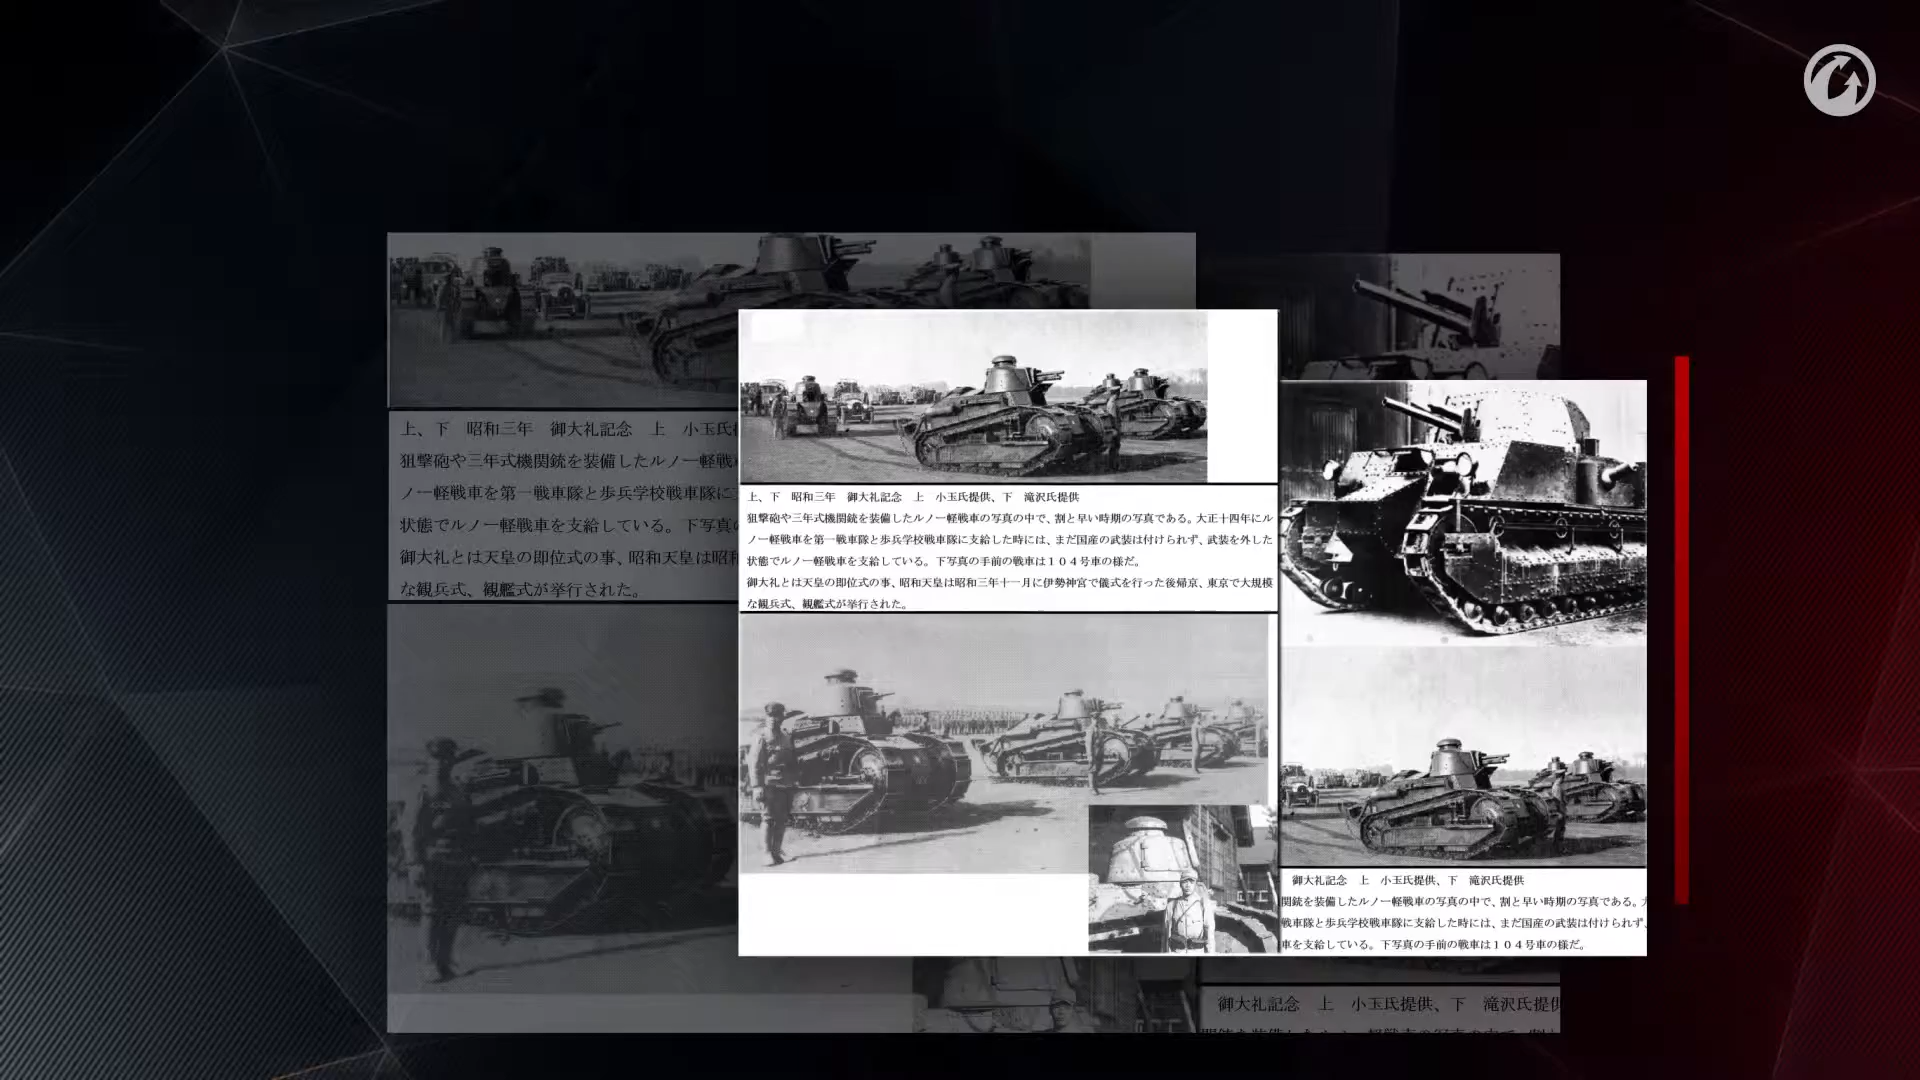 上、下　昭和三年　御大礼記念　上　小玉氏
狙撃砲や三年式機関銃を装備したルノー軽戦
ノー軽戦車を第一戦車隊と歩兵学校戦車隊に
状態でルノー軽戦車を支給している。下写真
御大礼とは天皇の即位式の事、昭和天皇は昭
な観兵式、観艦式が挙行された。
上、下　昭和三年　御大礼記念　上　小玉氏提供、下　滝沢氏提供
狙撃砲や三年式機関銃を装備したルノー軽戦車の写真の中で、割と早い時期の写真である。大正十四年にル
ノー軽戦車を第一戦車隊と歩兵学校戦車隊に支給した時には、まだ国産の武装は付けられず、武装を外した
状態でルノー軽戦車を支給している。下写真の手前の戦車は１０４号車の様だ。
御大礼とは天皇の即位式の事、昭和天皇は昭和三年十一月に伊勢神宮で儀式を行った後帰京、東京で大規模
な観兵式、観艦式が挙行された。
御大礼記念　上　小玉氏提供、下　滝沢氏提供
関銃を装備したルノー軽戦車の写真の中で、割と早い時期の写真である。
戦車隊と歩兵学校戦車隊に支給した時には、まだ国産の武装は付けられず、
車を支給している。下写真の手前の戦車は１０４号車の様だ。
御大礼記念　上　小玉氏提供、下　滝沢氏提